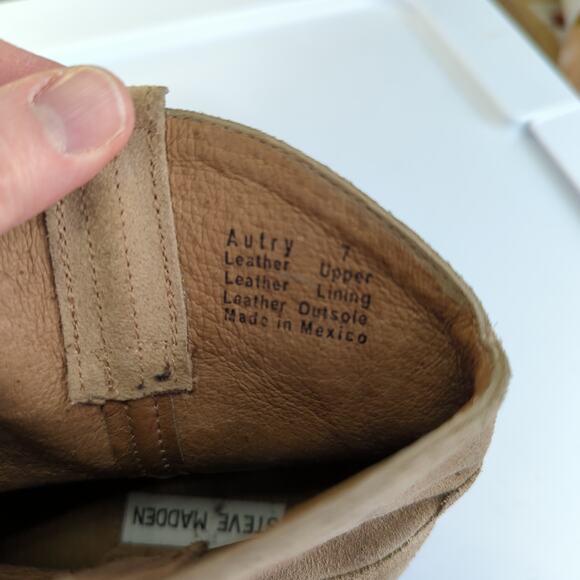 Autry 7
Leather Upper
Leather Lining
Leather Outsole
Made in Mexico
STEVE MADDEN